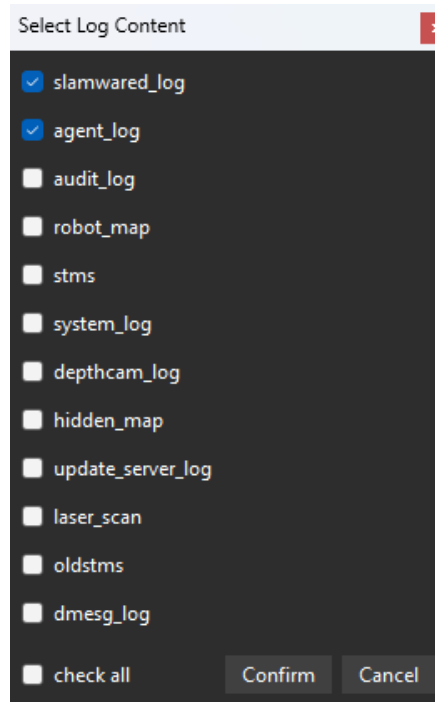 Select Log Content
slamwared_log
agent_log
audit_log
robot_map
stms
system_log
depthcam_log
hidden_map
update_server_log
laser_scan
oldstms
dmesg_log
check all Confirm Cancel